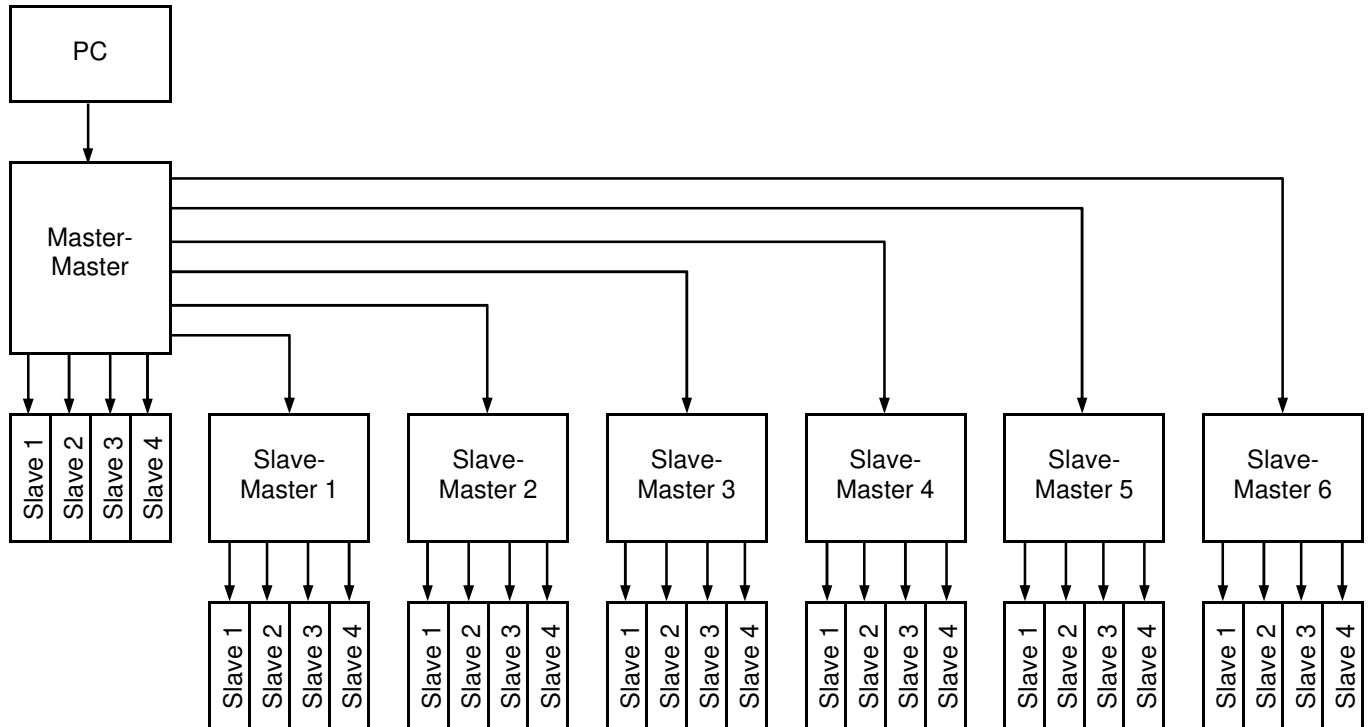 PC
Master-
Master
Slave 1
Slave 2
Slave 3
Slave 4
Slave-
Master 1
Slave-
Master 2
Slave-
Master 3
Slave-
Master 4
Slave-
Master 5
Slave-
Master 6
Slave 1
Slave 2
Slave 3
Slave 4
Slave 1
Slave 2
Slave 3
Slave 4
Slave 1
Slave 2
Slave 3
Slave 4
Slave 1
Slave 2
Slave 3
Slave 4
Slave 1
Slave 2
Slave 3
Slave 4
Slave 1
Slave 2
Slave 3
Slave 4